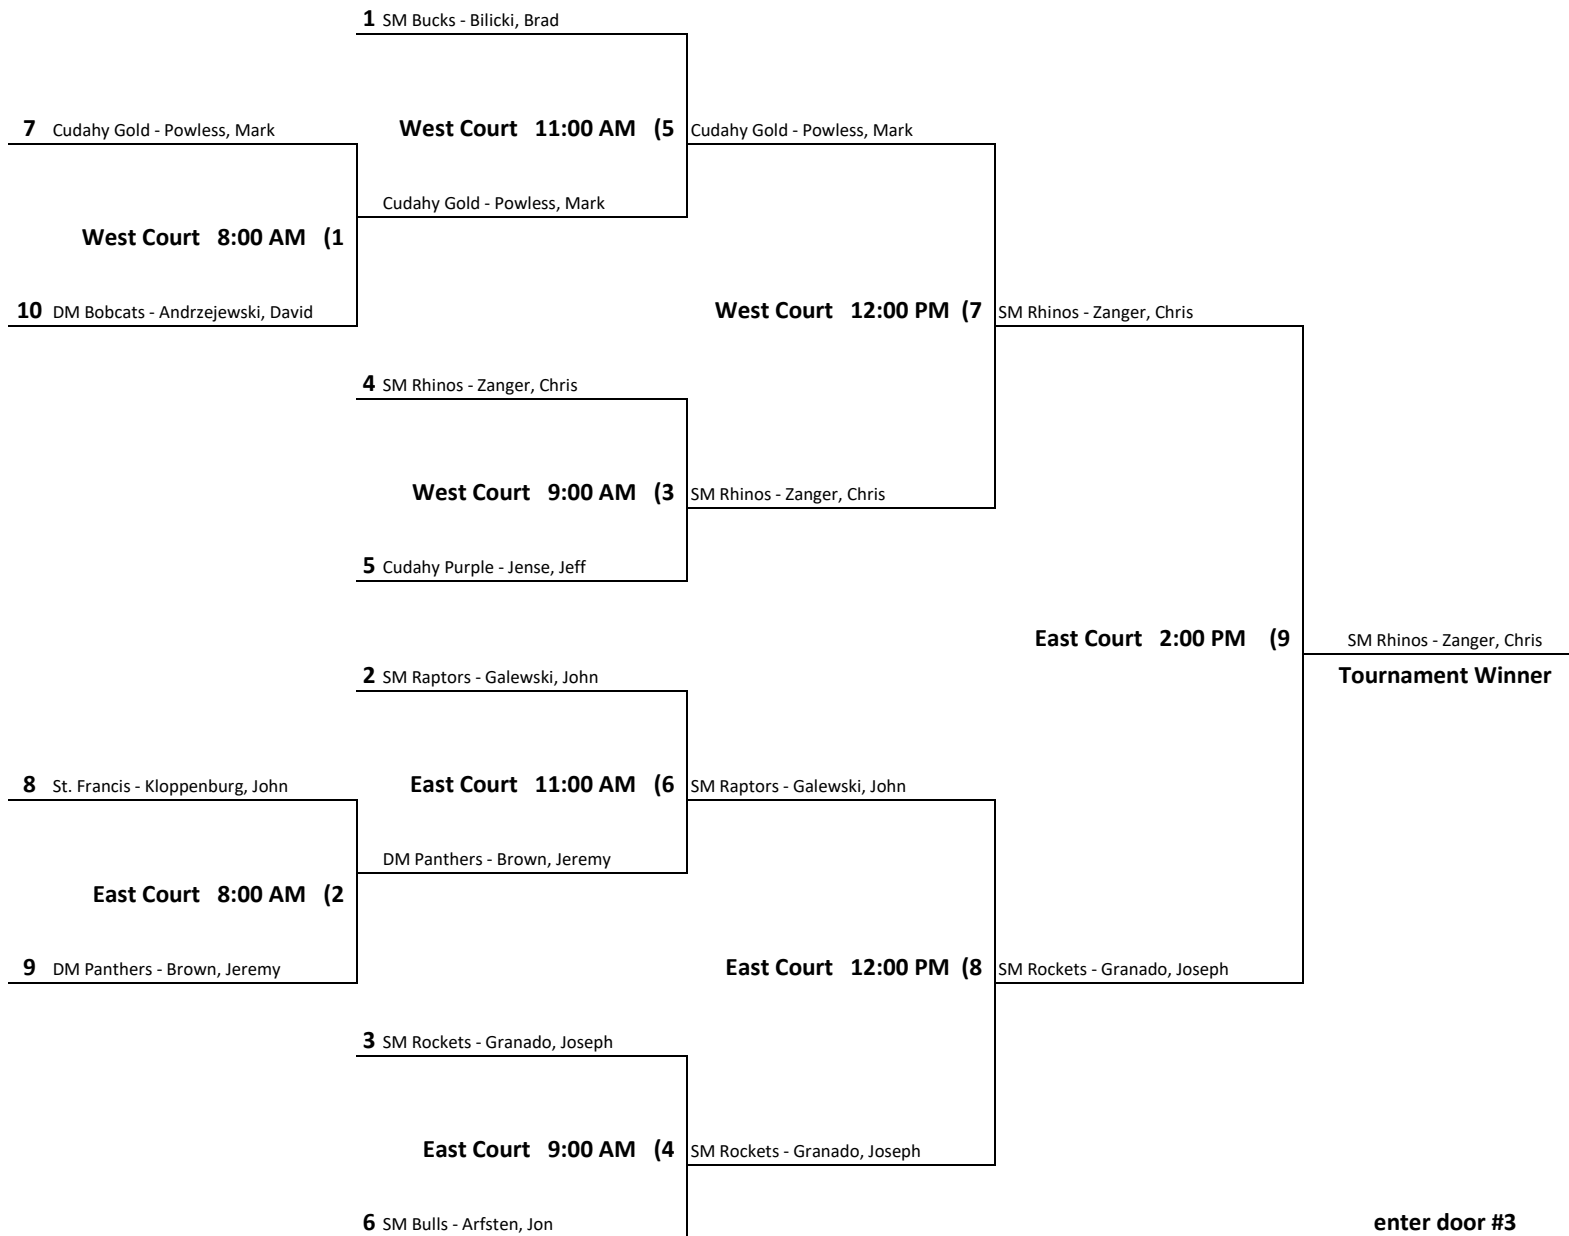 1 SM Bucks - Bilicki, Brad
7 Cudahy Gold - Powless, Mark
West Court 11:00 AM (5
Cudahy Gold - Powless, Mark
Cudahy Gold - Powless, Mark
West Court 8:00 AM (1
10 DM Bobcats - Andrzejewski, David
West Court 12:00 PM (7
SM Rhinos - Zanger, Chris
4 SM Rhinos - Zanger, Chris
West Court 9:00 AM (3
SM Rhinos - Zanger, Chris
5 Cudahy Purple - Jense, Jeff
East Court 2:00 PM (9
SM Rhinos - Zanger, Chris
Tournament Winner
2 SM Raptors - Galewski, John
8 St. Francis - Kloppenburg, John
East Court 11:00 AM (6
SM Raptors - Galewski, John
DM Panthers - Brown, Jeremy
East Court 8:00 AM (2
9 DM Panthers - Brown, Jeremy
East Court 12:00 PM (8
SM Rockets - Granado, Joseph
3 SM Rockets - Granado, Joseph
East Court 9:00 AM (4
SM Rockets - Granado, Joseph
6 SM Bulls - Arfsten, Jon
enter door #3